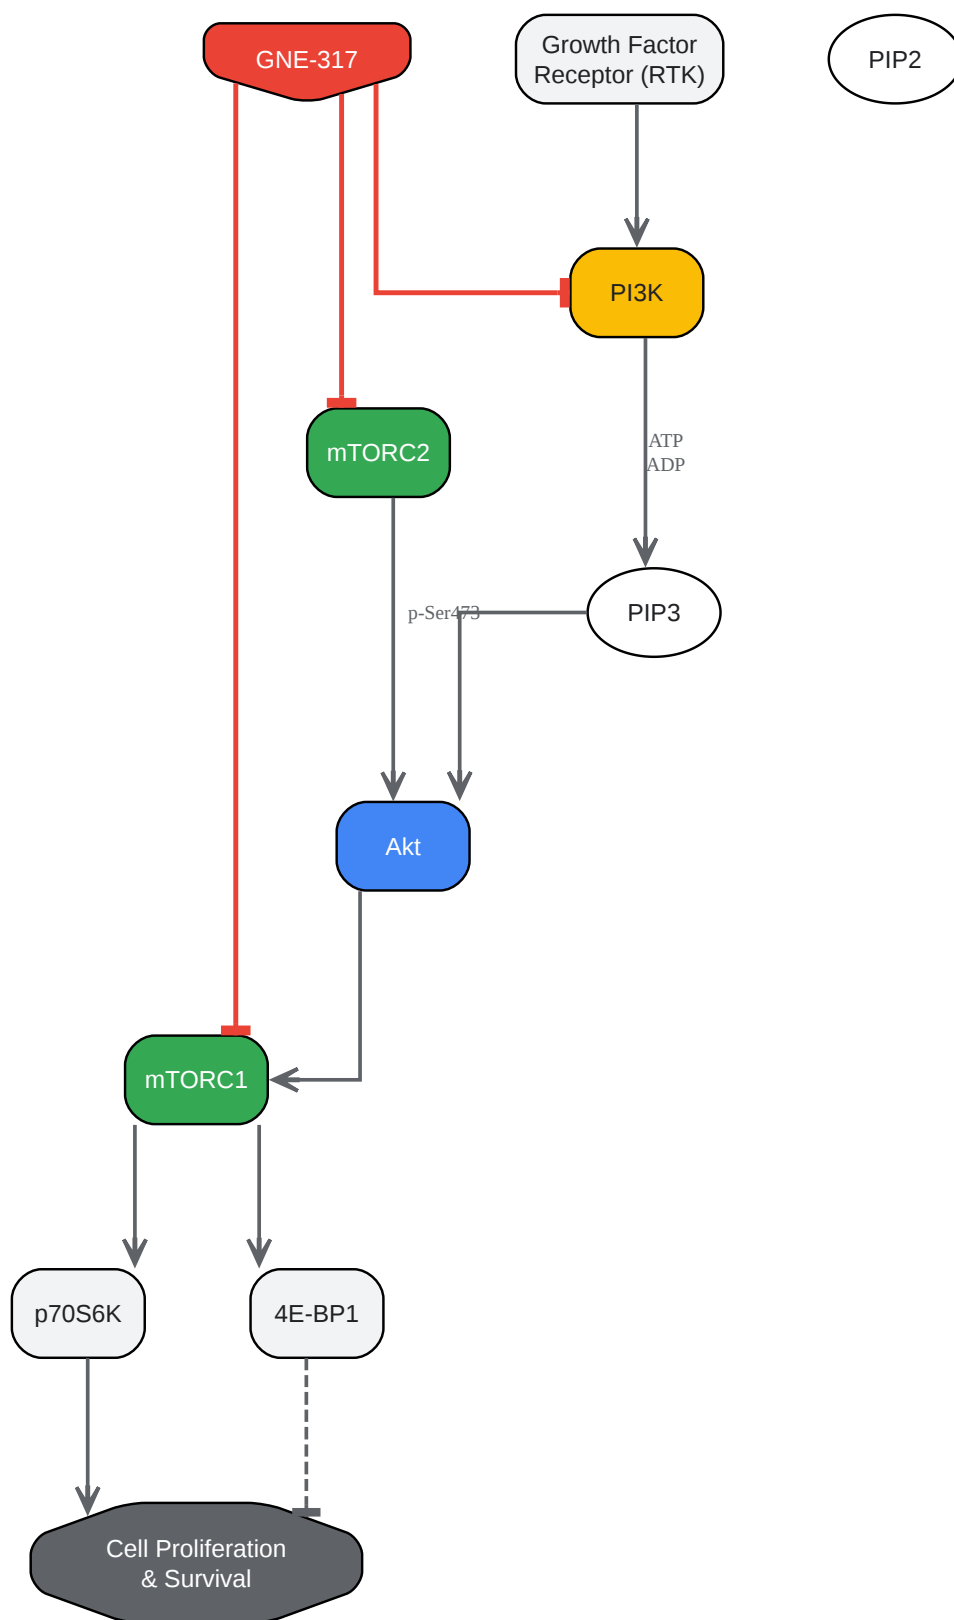 GNE-317
Growth Factor
Receptor (RTK)
PIP2
PI3K
mTORC2
ATP
ADP
p-Ser473
PIP3
Akt
mTORC1
p70S6K
4E-BP1
Cell Proliferation
& Survival